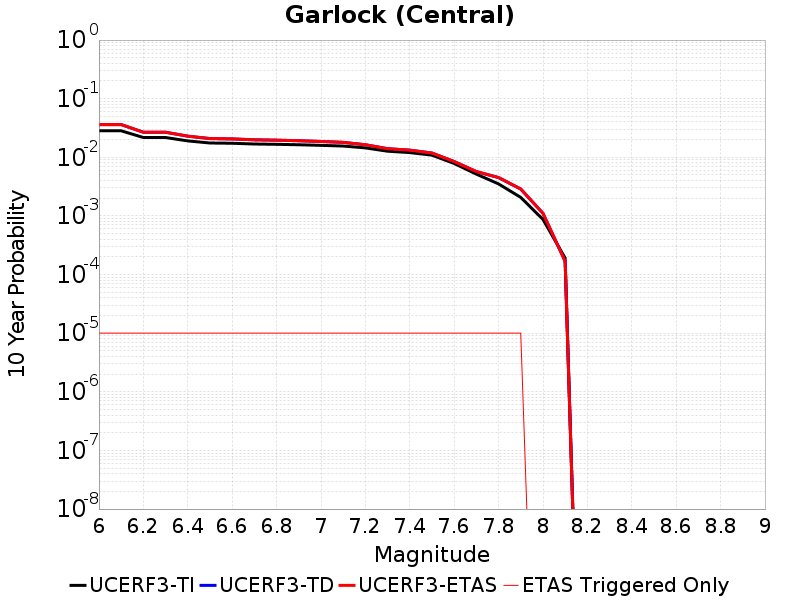 Garlock (Central)
10 Year Probability
10^0
10^-1
10^-2
10^-3
10^-4
10^-5
10^-6
10^-7
10^-8
6 6.2 6.4 6.6 6.8 7 7.2 7.4 7.6 7.8 8 8.2 8.4 8.6 8.8 9
Magnitude
UCERF3-TI UCERF3-TD UCERF3-ETAS ETAS Triggered Only